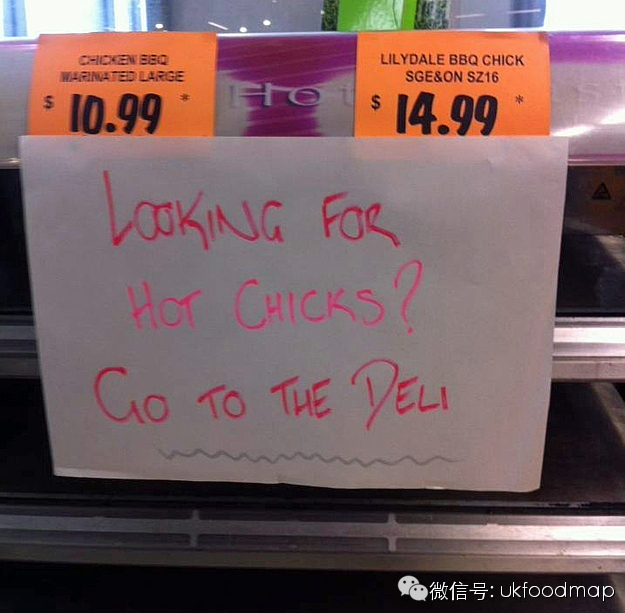 CHICKEN BBQ
MARINATED LARGE
$ 10.99 *
LILYDALE BBQ CHICK
SGE&ON SZ16
$ 14.99 *
Hot
LOOKING FOR
HOT CHICKS?
GO TO THE DELI
微信号: ukfoodmap